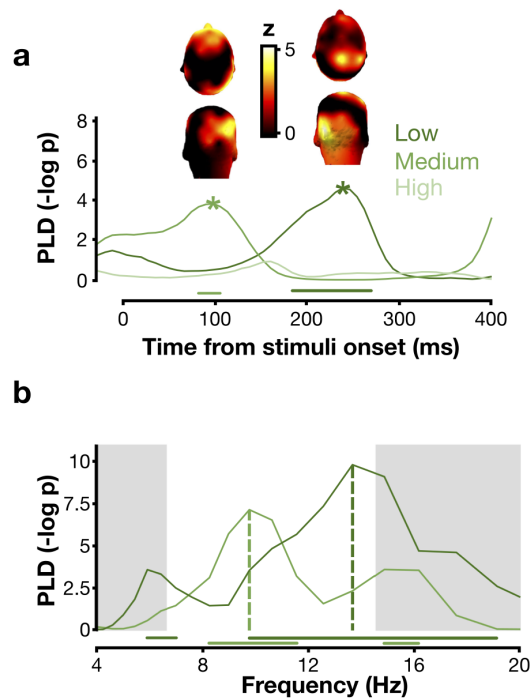 a
z
5
0
Low
Medium
High
PLD (-log p)
8
6
4
2
0
*
*
0 100 200 300 400
Time from stimuli onset (ms)
b
PLD (-log p)
10
7.5
5
2.5
0
4 8 12 16 20
Frequency (Hz)